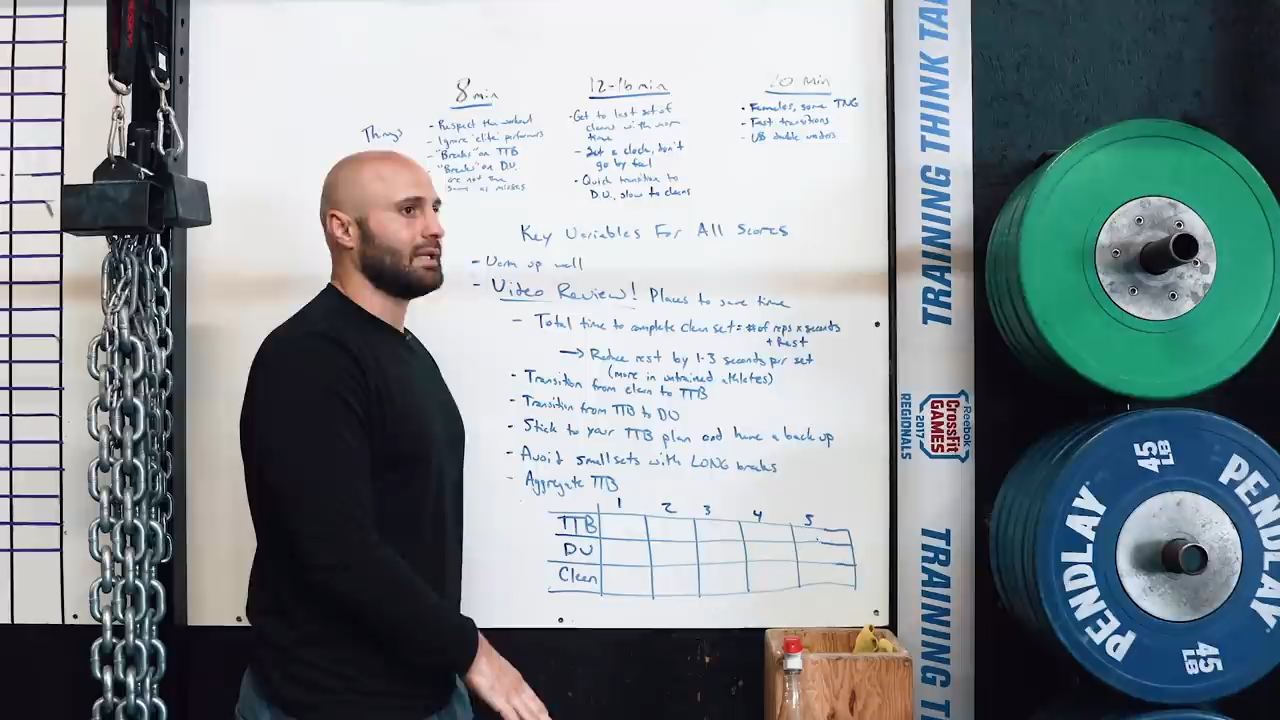 8 min
12-16 min
10 min
Things
- Respect the workout
- Ignore "elite" performers
- "Breaks" on TTB
"Breaks" on D.U.
are not the
same as misses
- Get to last set of
cleans with more
time
- Set a clock, don't
go by feel
- Quick transition to
D.U., slow to cleans
• Females, some TNG
- Fast transitions
- UB double unders
Key Variables For All Scores
- Warm up well
- Video Review! Places to save time
- Total time to complete clean set = # of reps x seconds
+ Rest
→ Reduce rest by 1-3 seconds per set
(more in untrained athletes)
- Transition from clean to TTB
- Transition from TTB to DU
- Stick to your TTB plan and have a back up
- Avoid small sets with LONG breaks
- Aggregate TTB
1 2 3 4 5
TTB
DU
Clean
TRAINING THINK TA
Reebok
CrossFit
GAMES
2017
REGIONALS
TRAINING
45
LB
PENDLAY
PENDLAY
45
LB